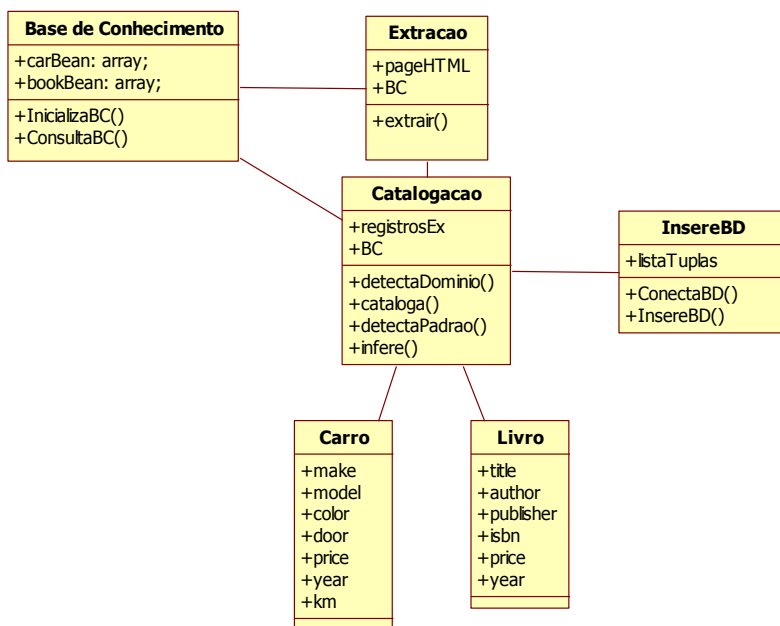 Base de Conhecimento
+carBean: array;
+bookBean: array;
+InicializaBC()
+ConsultaBC()
Extracao
+pageHTML
+BC
+extrair()
Catalogacao
+registrosEx
+BC
+detectaDominio()
+cataloga()
+detectaPadrao()
+infere()
InsereBD
+listaTuplas
+ConectaBD()
+InsereBD()
Carro
+make
+model
+color
+door
+price
+year
+km
Livro
+title
+author
+publisher
+isbn
+price
+year